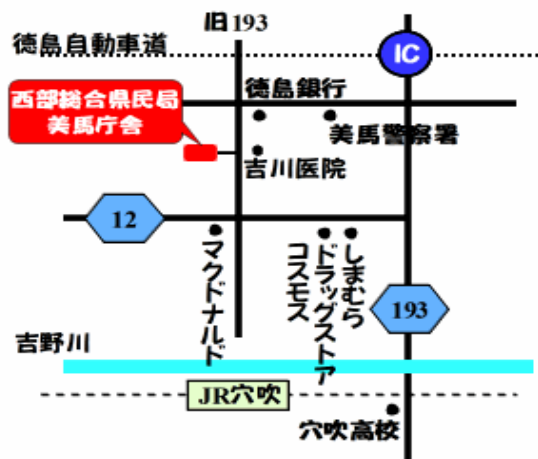 旧193
徳島自動車道
IC
西部総合県民局
美馬庁舎
徳島銀行
美馬警察署
吉川医院
12
マクドナルド
ドラッグストア
コスモス
しまむら
193
吉野川
JR穴吹
穴吹高校